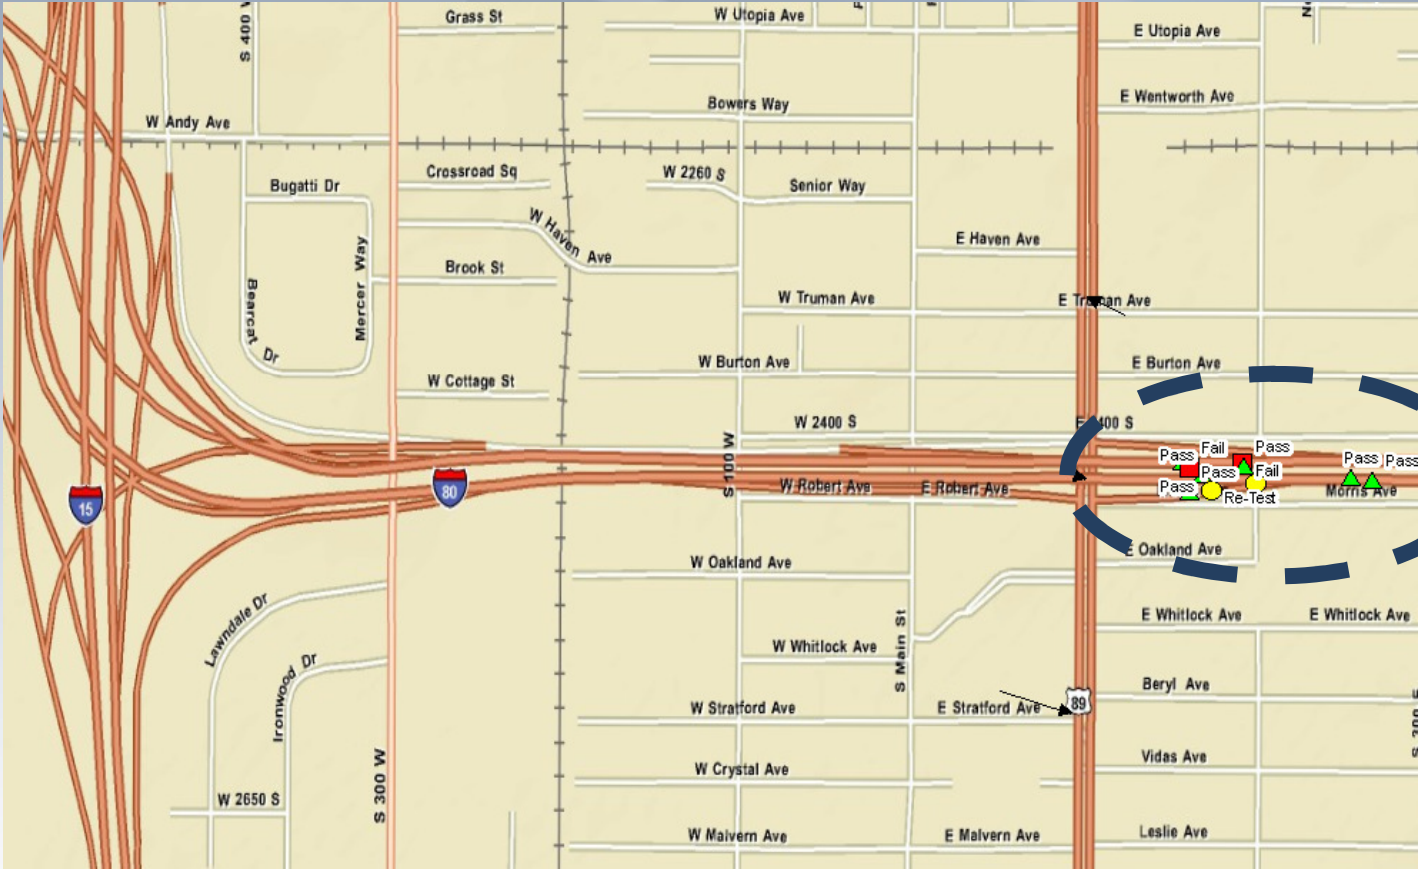 Grass St
W Utopia Ave
E Utopia Ave
S 400 W
Bowers Way
E Wentworth Ave
W Andy Ave
Crossroad Sq
W 2260 S
Bugatti Dr
Senior Way
W Haven Ave
E Haven Ave
Mercer Way
Brook St
Bearcat Dr
W Truman Ave
E Truman Ave
W Burton Ave
E Burton Ave
W Cottage St
W 2400 S
E 2400 S
S 100 W
Pass
Fail
Pass
Pass
Fail
Pass
Pass
Pass
Re-Test
W Robert Ave
E Robert Ave
Morris Ave
80
15
E Oakland Ave
W Oakland Ave
Lawndale Dr
E Whitlock Ave
E Whitlock Ave
W Whitlock Ave
S Main St
Ironwood Dr
Beryl Ave
89
W Stratford Ave
E Stratford Ave
S 300 W
Vidas Ave
W Crystal Ave
W 2650 S
W Malvern Ave
E Malvern Ave
Leslie Ave